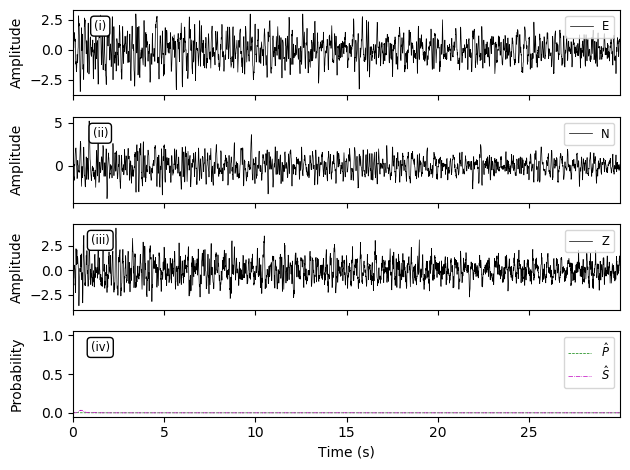 Amplitude
2.5
0.0
−2.5
(i)
E
Amplitude
5
0
(ii)
N
Amplitude
2.5
0.0
−2.5
(iii)
Z
Probability
1.0
0.5
0.0
(iv)
P̂
Ŝ
0 5 10 15 20 25
Time (s)